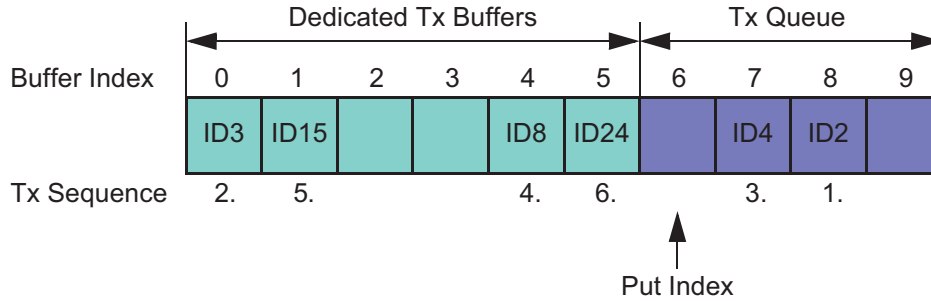 Dedicated Tx Buffers Tx Queue
Buffer Index 0 1 2 3 4 5 6 7 8 9
ID3 ID15 ID8 ID24 ID4 ID2
Tx Sequence 2. 5. 4. 6. 3. 1.
Put Index